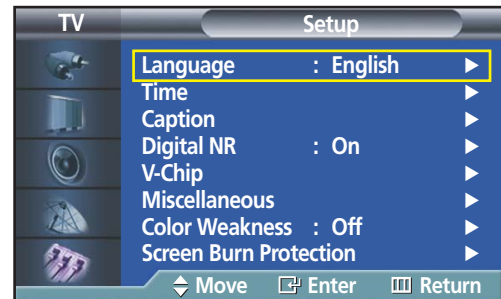 TV Setup
Language : English
Time
Caption
Digital NR : On
V-Chip
Miscellaneous
Color Weakness : Off
Screen Burn Protection
Move Enter Return